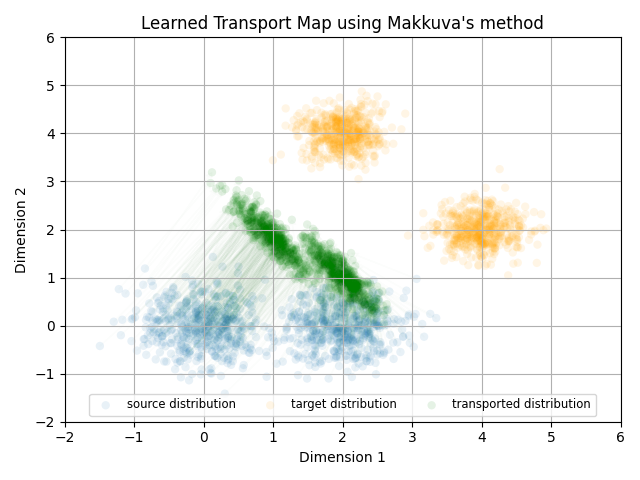 Learned Transport Map using Makkuva's method
6
5
4
3
2
1
0
−1
−2
Dimension 2
source distribution target distribution transported distribution
−2 −1 0 1 2 3 4 5 6
Dimension 1